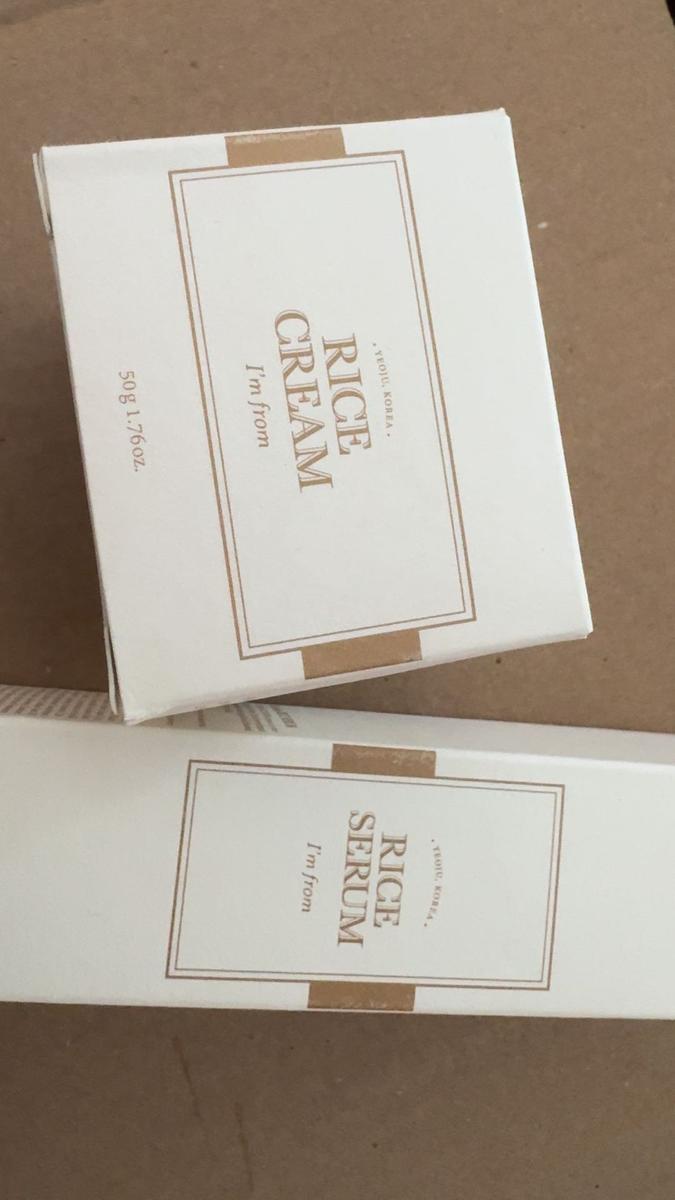 · YEOJU, KOREA ·
RICE
CREAM
I'm from
50g 1.76oz.
· YEOJU, KOREA ·
RICE
SERUM
I'm from